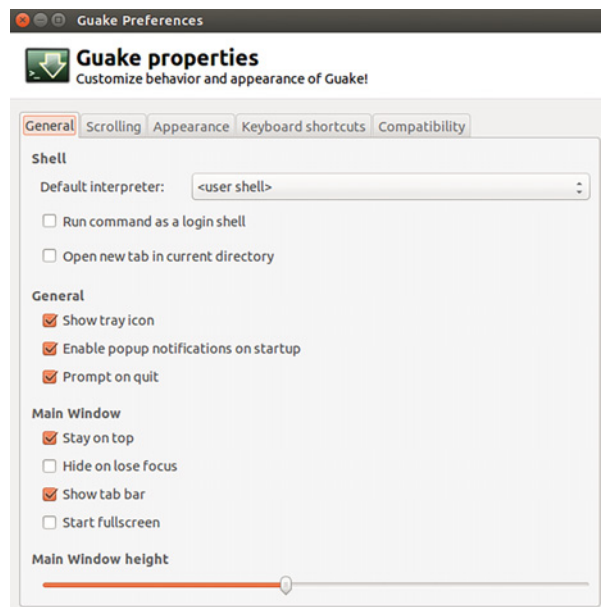 Guake Preferences
Guake properties
Customize behavior and appearance of Guake!
General Scrolling Appearance Keyboard shortcuts Compatibility
Shell
Default interpreter: <user shell>
Run command as a login shell
Open new tab in current directory
General
Show tray icon
Enable popup notifications on startup
Prompt on quit
Main Window
Stay on top
Hide on lose focus
Show tab bar
Start fullscreen
Main Window height